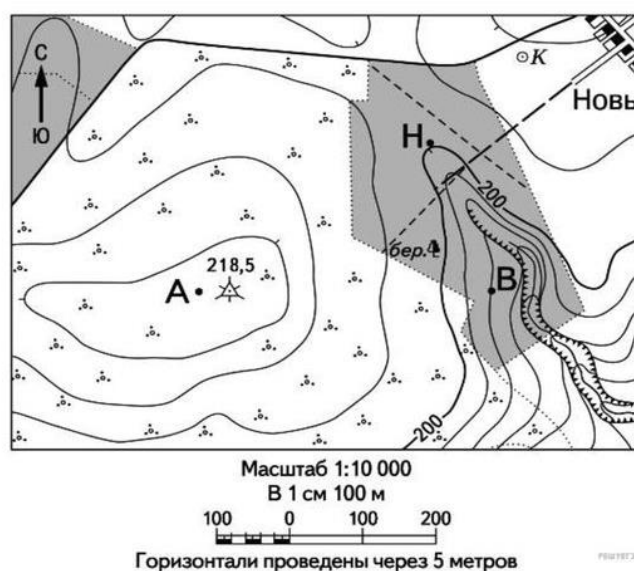 С
К
Новы
Ю
Н
200
218,5
бер.
А
В
200
Масштаб 1:10 000
В 1 см 100 м
100 0 100 200
Горизонтали проведены через 5 метров